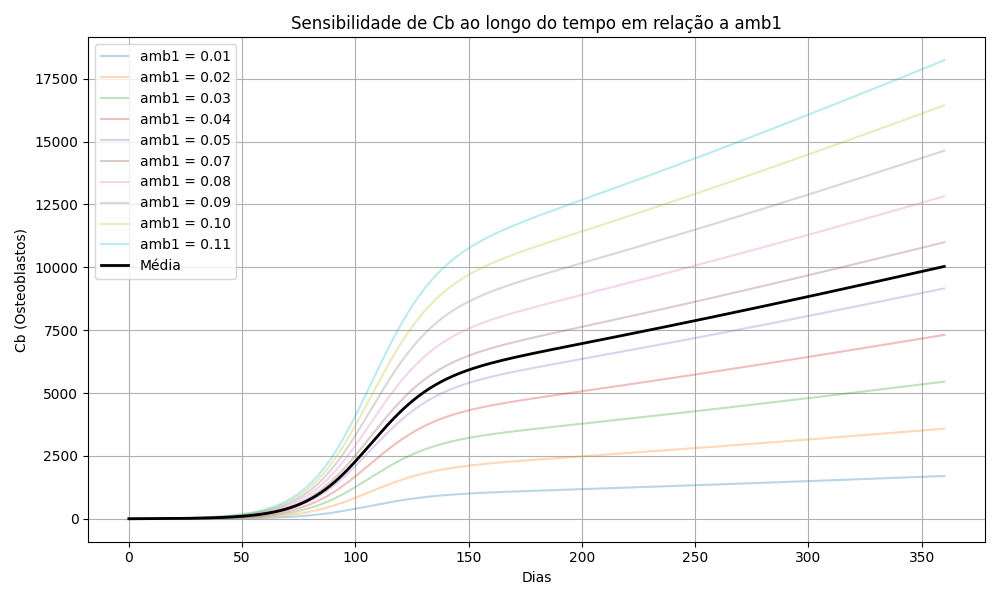 Sensibilidade de Cb ao longo do tempo em relação a amb1
amb1 = 0.01
amb1 = 0.02
amb1 = 0.03
amb1 = 0.04
amb1 = 0.05
amb1 = 0.07
amb1 = 0.08
amb1 = 0.09
amb1 = 0.10
amb1 = 0.11
Média
17500
15000
12500
10000
7500
5000
2500
0
Cb (Osteoblastos)
0 50 100 150 200 250 300 350
Dias